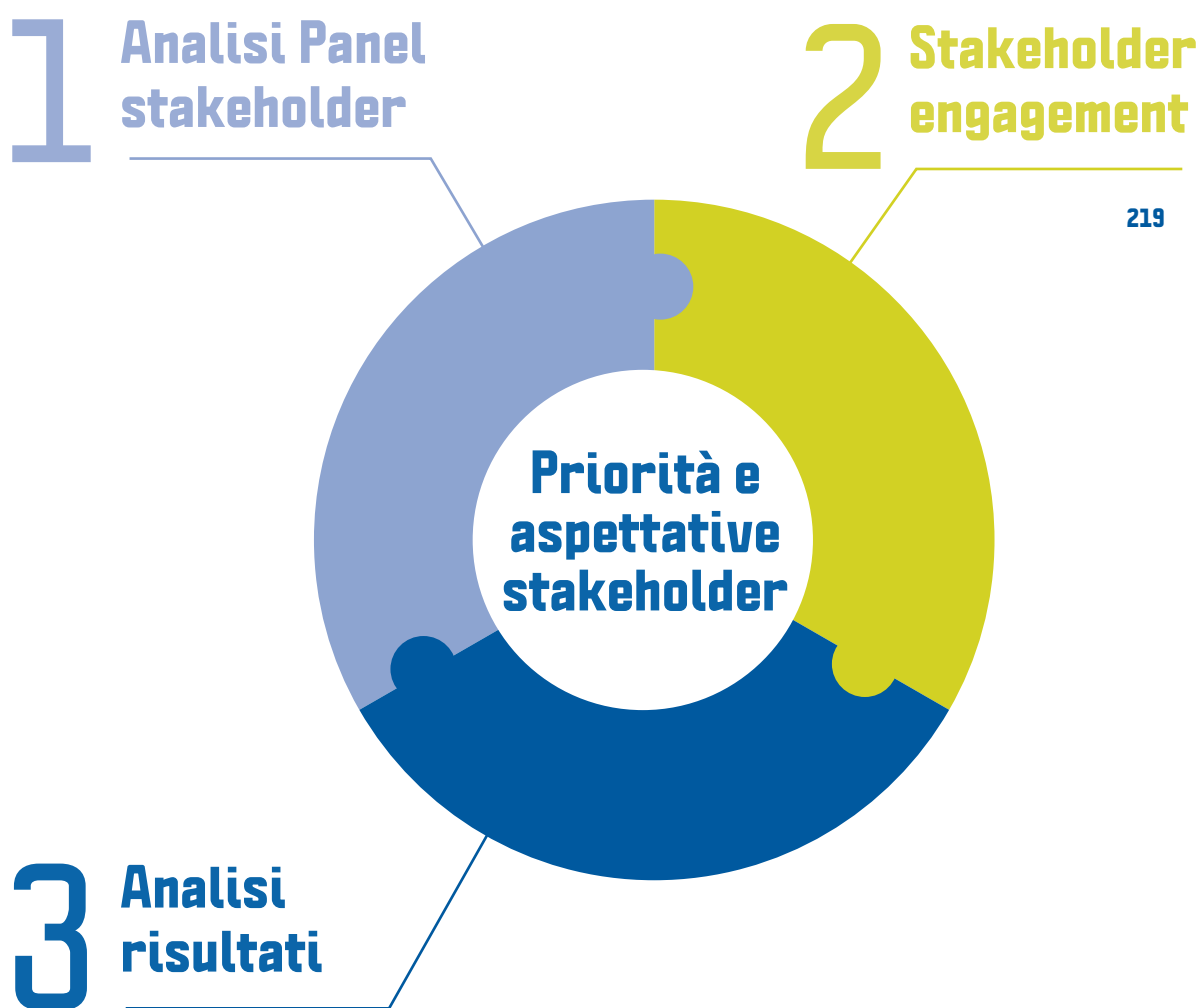 1
Analisi Panel
stakeholder
2
Stakeholder
engagement
219
Priorità e
aspettative
stakeholder
3
Analisi
risultati